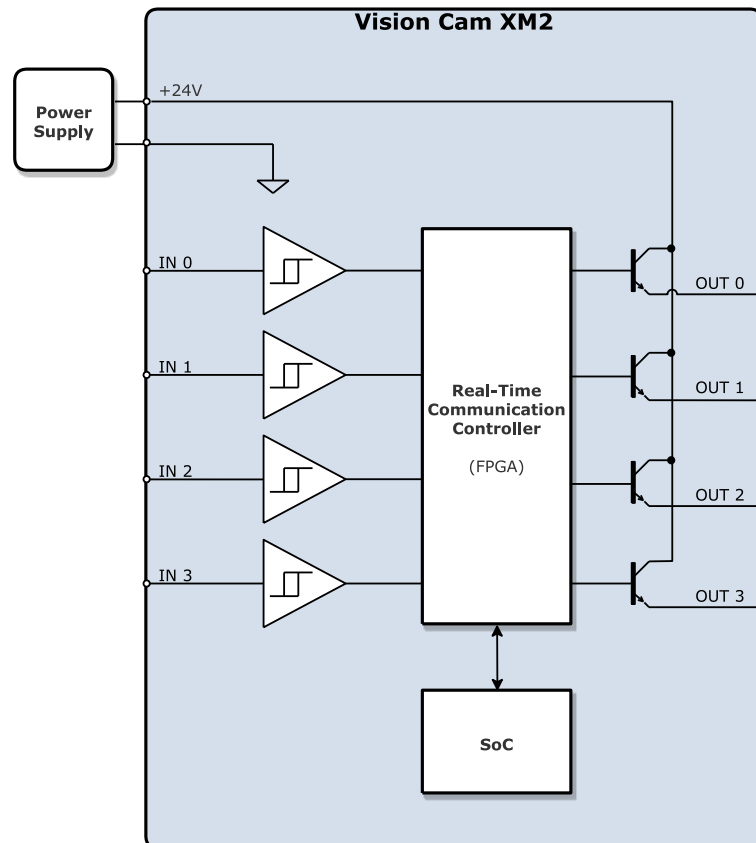 Vision Cam XM2
Power
Supply
+24V
IN 0
OUT 0
IN 1
OUT 1
Real-Time
Communication
Controller
(FPGA)
IN 2
OUT 2
IN 3
OUT 3
SoC